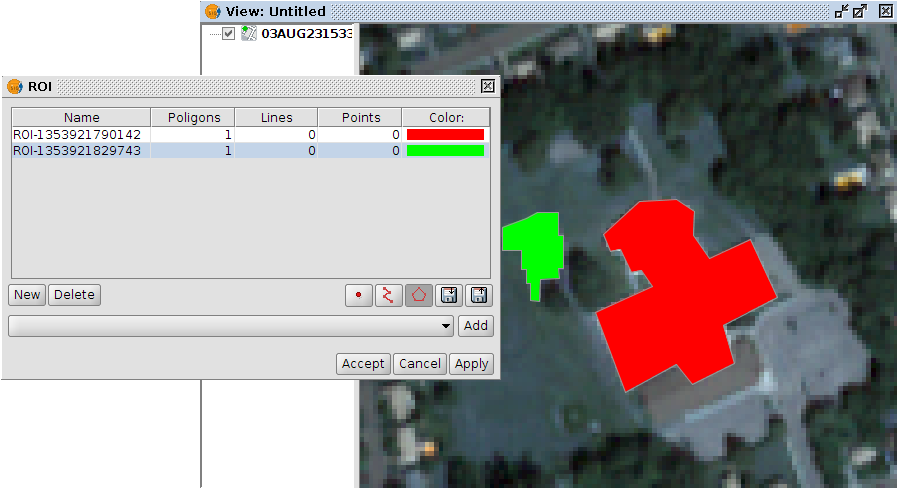 View: Untitled
03AUG231533
ROI
Name Poligons Lines Points Color:
ROI-1353921790142 1 0 0
ROI-1353921829743 1 0 0
New Delete
Add
Accept Cancel Apply